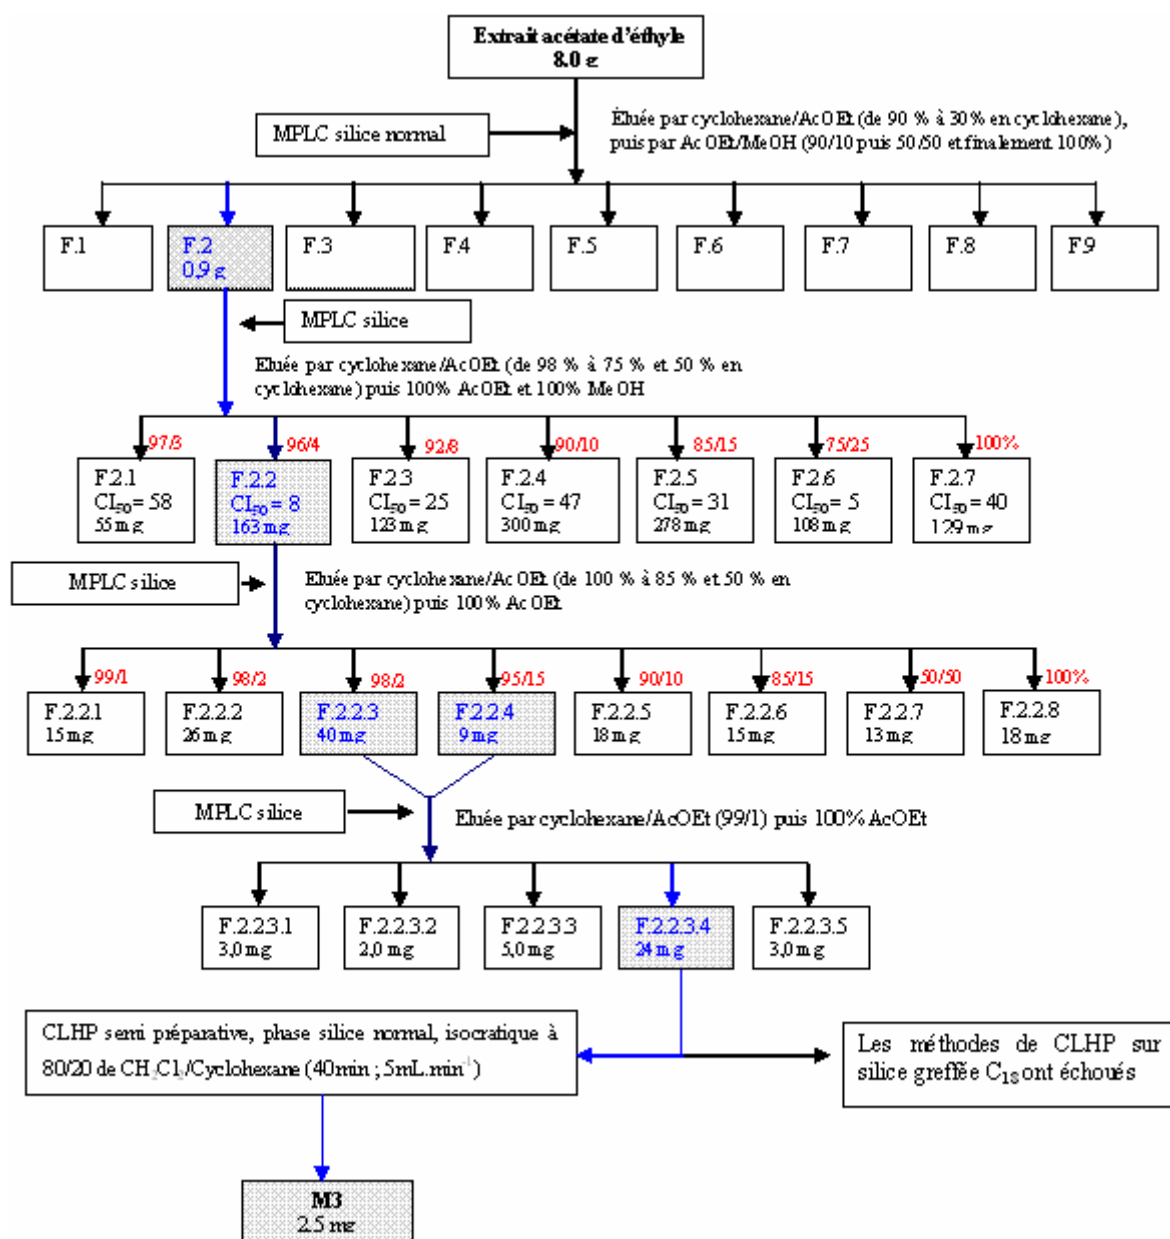 Extrait acétate d'éthyle
8.0 g
MPLC silice normal
Éluée par cyclohexane/AcOEt (de 90 % à 30% en cyclohexane),
puis par AcOEt/MeOH (90/10 puis 50/50 et finalement 100%)
F.1
F.2
0,9 g
F.3
F.4
F.5
F.6
F.7
F.8
F.9
MPLC silice
Eluée par cyclohexane/AcOEt (de 98 % à 75 % et 50 % en
cyclohexane) puis 100% AcOEt et 100% MeOH
97/3
96/4
92/8
90/10
85/15
75/25
100%
F.2.1
CI50 = 58
55 mg
F.2.2
CI50 = 8
163 mg
F.2.3
CI50 = 25
123 mg
F.2.4
CI50 = 47
300 mg
F.2.5
CI50 = 31
278 mg
F.2.6
CI50 = 5
108 mg
F.2.7
CI50 = 40
129 mg
MPLC silice
Eluée par cyclohexane/AcOEt (de 100 % à 85 % et 50 % en
cyclohexane) puis 100% AcOEt
99/1
98/2
98/2
95/15
90/10
85/15
50/50
100%
F.2.2.1
15 mg
F.2.2.2
26 mg
F.2.2.3
40 mg
F.2.2.4
9 mg
F.2.2.5
18 mg
F.2.2.6
15 mg
F.2.2.7
13 mg
F.2.2.8
18 mg
MPLC silice
Eluée par cyclohexane/AcOEt (99/1) puis 100% AcOEt
F.2.2.3.1
3,0 mg
F.2.2.3.2
2,0 mg
F.2.2.3.3
5,0 mg
F.2.2.3.4
24 mg
F.2.2.3.5
3,0 mg
CLHP semi préparative, phase silice normal, isocratique à
80/20 de CH2Cl2/Cyclohexane (40min ; 5mL.min-1)
Les méthodes de CLHP sur
silice greffée C18 ont échoués
M3
2.5 mg